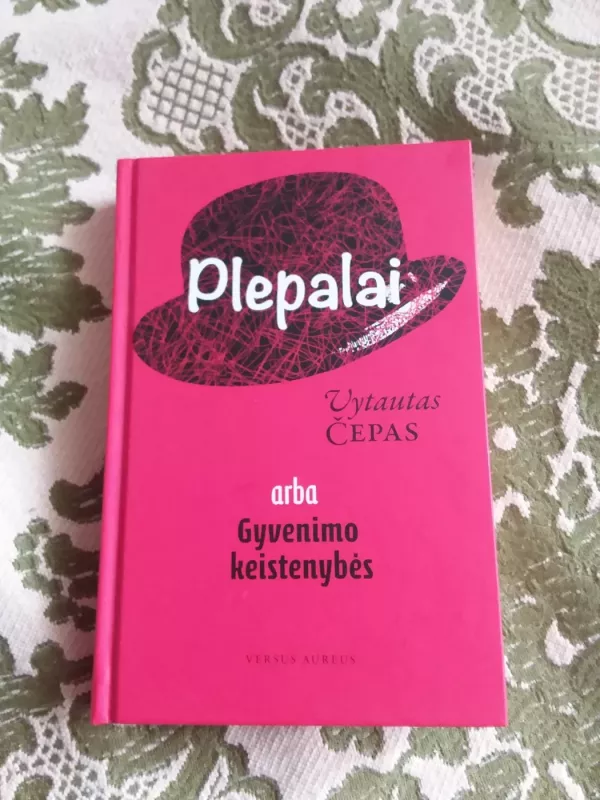 Plepalai
Vytautas
ČEPAS
arba
Gyvenimo
keistenybės
VERSUS AUREUS